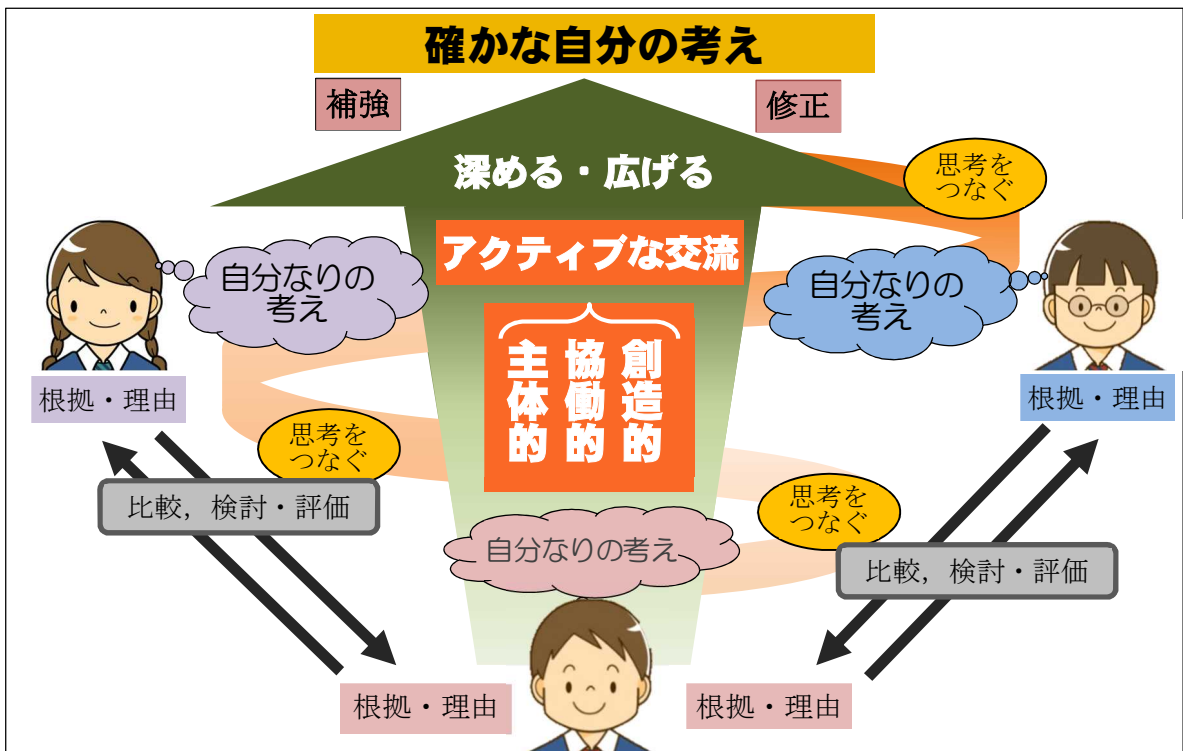 確かな自分の考え
補強
修正
深める・広げる
思考を
つなぐ
アクティブな交流
自分なりの
考え
自分なりの
考え
主体的
協働的
創造的
根拠・理由
根拠・理由
思考を
つなぐ
思考を
つなぐ
比較，検討・評価
自分なりの考え
比較，検討・評価
根拠・理由
根拠・理由